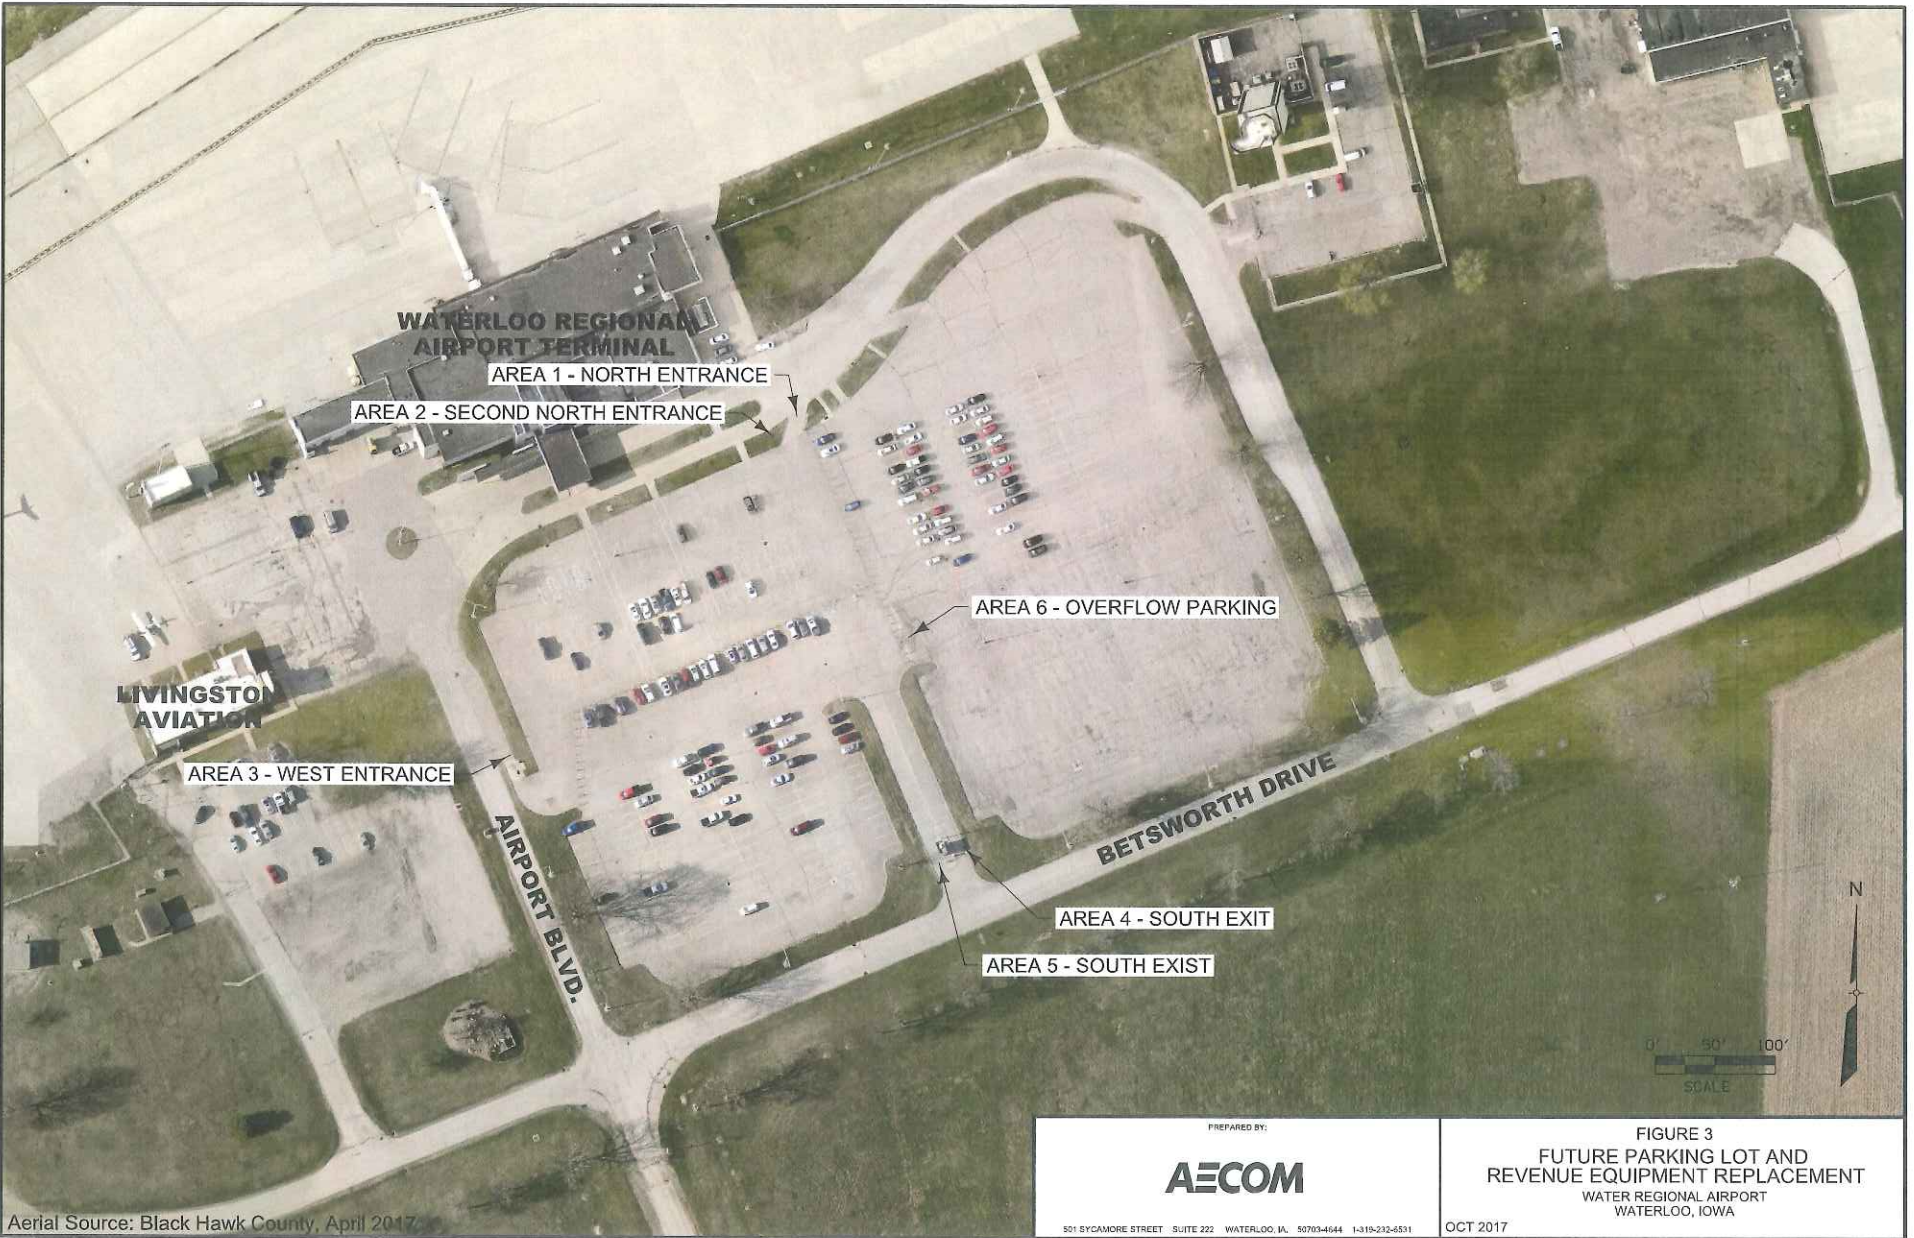 WATERLOO REGIONAL
AIRPORT TERMINAL
AREA 1 - NORTH ENTRANCE
AREA 2 - SECOND NORTH ENTRANCE
AREA 6 - OVERFLOW PARKING
LIVINGSTON
AVIATION
AREA 3 - WEST ENTRANCE
AIRPORT BLVD.
BETSWORTH DRIVE
AREA 4 - SOUTH EXIT
AREA 5 - SOUTH EXIST
N
0' 50' 100'
SCALE
PREPARED BY:
AECOM
501 SYCAMORE STREET SUITE 222 WATERLOO, IA. 50703-4644 1-319-232-6531
FIGURE 3
FUTURE PARKING LOT AND
REVENUE EQUIPMENT REPLACEMENT
WATER REGIONAL AIRPORT
WATERLOO, IOWA
OCT 2017
Aerial Source: Black Hawk County, April 2017